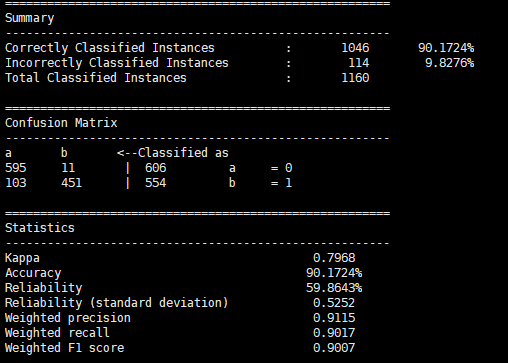 =======================================================
Summary
-------------------------------------------------------
Correctly Classified Instances : 1046 90.1724%
Incorrectly Classified Instances : 114 9.8276%
Total Classified Instances : 1160
=======================================================
Confusion Matrix
-------------------------------------------------------
a b <--Classified as
595 11 | 606 a = 0
103 451 | 554 b = 1
=======================================================
Statistics
-------------------------------------------------------
Kappa 0.7968
Accuracy 90.1724%
Reliability 59.8643%
Reliability (standard deviation) 0.5252
Weighted precision 0.9115
Weighted recall 0.9017
Weighted F1 score 0.9007